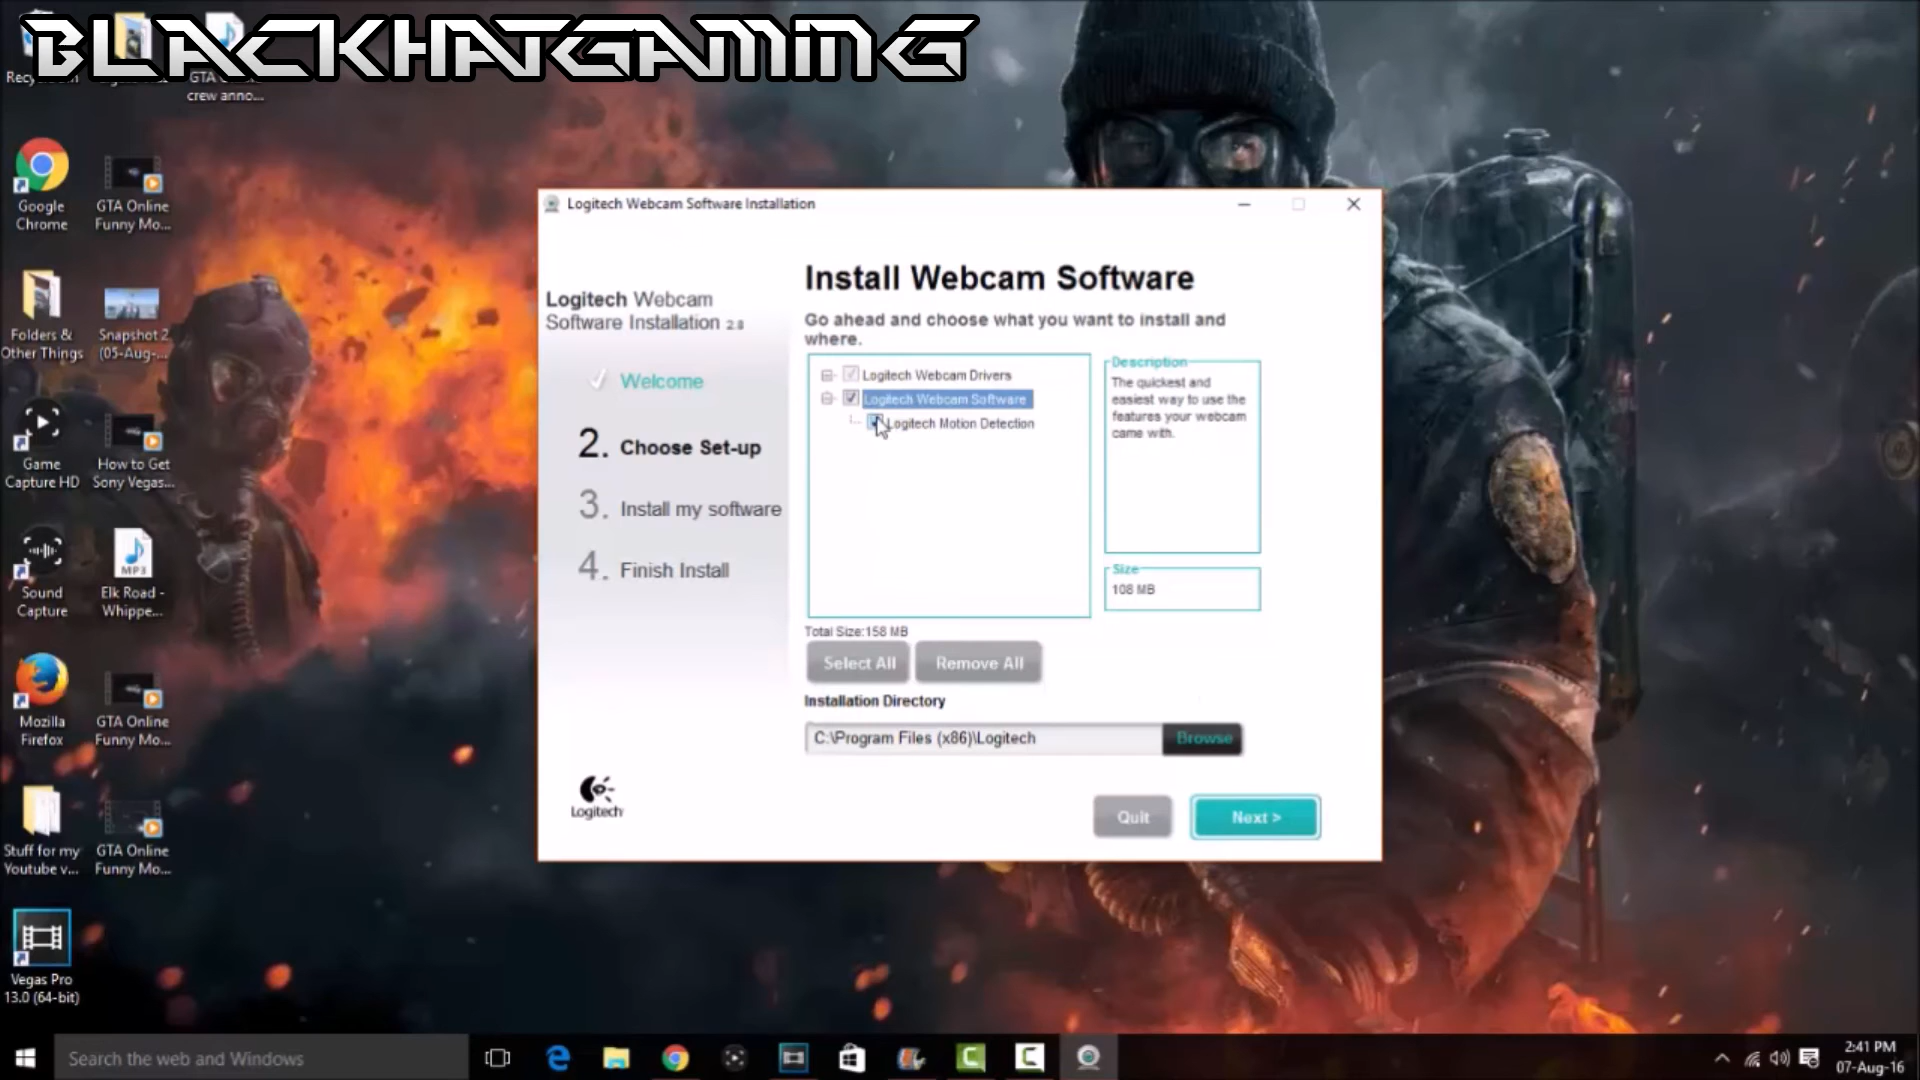 BLACKHATGAMING
crew anno...
Google
Chrome
GTA Online
Funny Mo...
Folders &
Other Things
Snapshot 2
(05-Aug-...
Game
Capture HD
How to Get
Sony Vegas...
Sound
Capture
MP3
Elk Road -
Whippe...
Mozilla
Firefox
GTA Online
Funny Mo...
Stuff for my
Youtube v...
GTA Online
Funny Mo...
Vegas Pro
13.0 (64-bit)
Logitech Webcam Software Installation
Logitech Webcam
Software Installation 2.8
Welcome
2. Choose Set-up
3. Install my software
4. Finish Install
Logitech
Install Webcam Software
Go ahead and choose what you want to install and
where.
Logitech Webcam Drivers
Logitech Webcam Software
Logitech Motion Detection
Description
The quickest and
easiest way to use the
features your webcam
came with.
Size
108 MB
Total Size:158 MB
Select All
Remove All
Installation Directory
C:\Program Files (x86)\Logitech
Browse
Quit
Next >
Search the web and Windows
2:41 PM
07-Aug-16